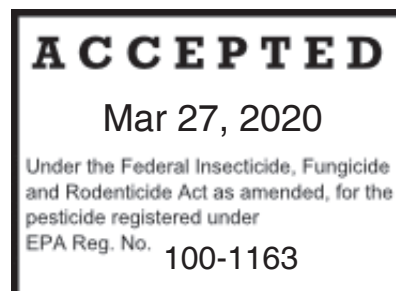 ACCEPTED
Mar 27, 2020
Under the Federal Insecticide, Fungicide
and Rodenticide Act as amended, for the
pesticide registered under
EPA Reg. No. 100-1163